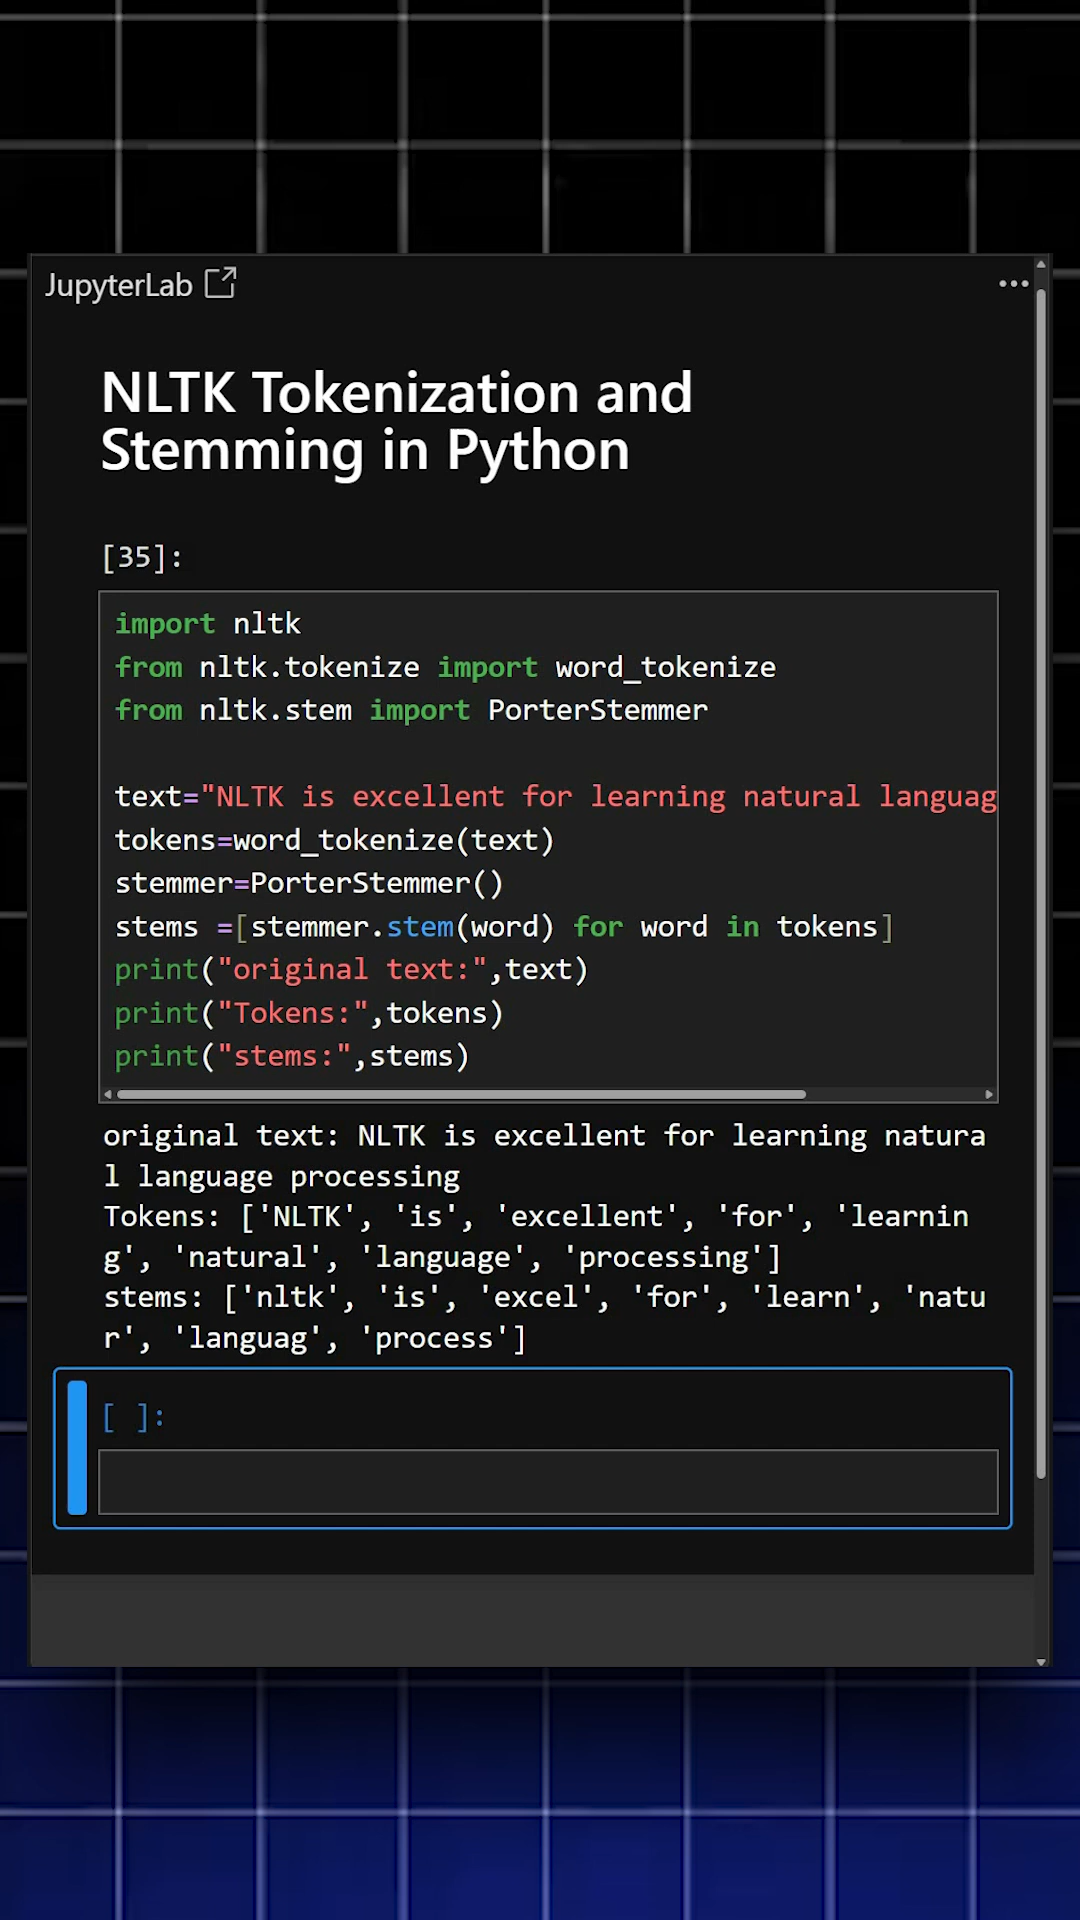 JupyterLab
NLTK Tokenization and
Stemming in Python
[35]:
import nltk
from nltk.tokenize import word_tokenize
from nltk.stem import PorterStemmer
text="NLTK is excellent for learning natural languag
tokens=word_tokenize(text)
stemmer=PorterStemmer()
stems =[stemmer.stem(word) for word in tokens]
print("original text:",text)
print("Tokens:",tokens)
print("stems:",stems)
original text: NLTK is excellent for learning natura
l language processing
Tokens: ['NLTK', 'is', 'excellent', 'for', 'learnin
g', 'natural', 'language', 'processing']
stems: ['nltk', 'is', 'excel', 'for', 'learn', 'natu
r', 'languag', 'process']
[ ]: